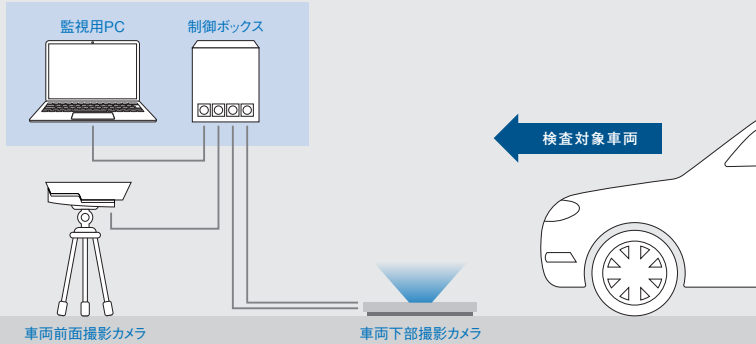 監視用PC
制御ボックス
検査対象車両
車両前面撮影カメラ
車両下部撮影カメラ